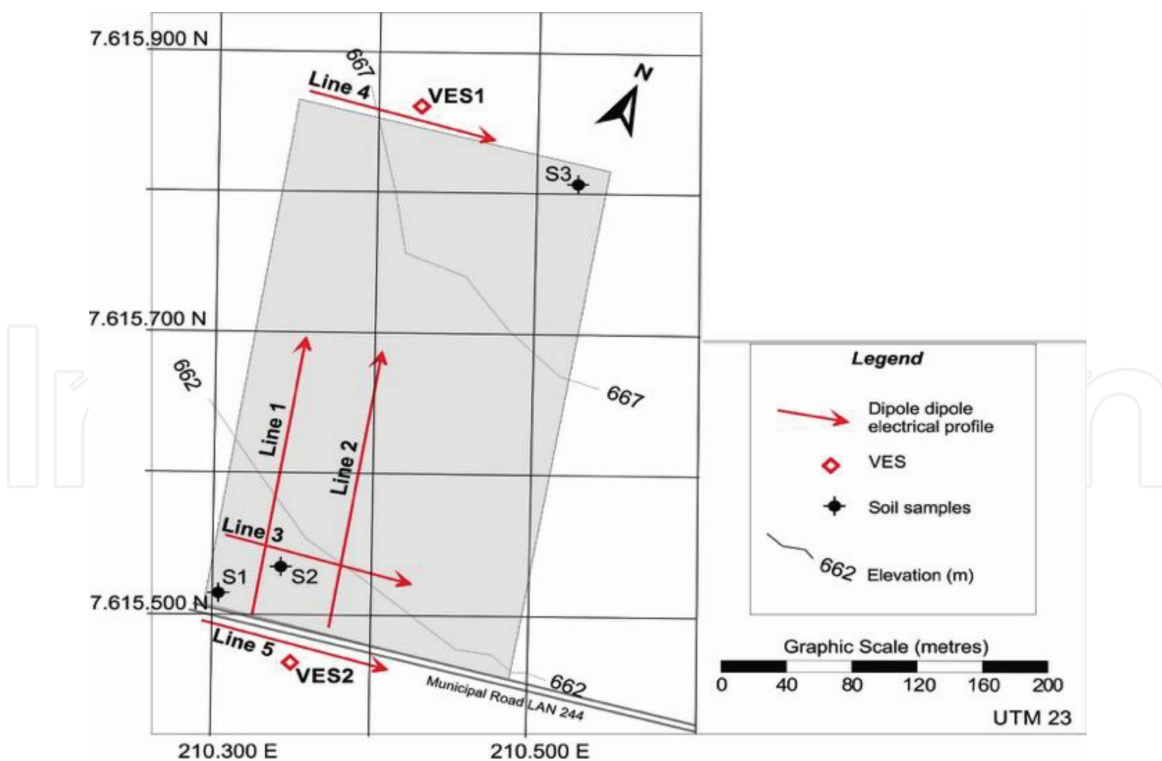 7.615.900 N
667
Line 4
VES1
N
S3
7.615.700 N
662
667
Line 1
Line 2
Line 3
S1
S2
7.615.500 N
Line 5
VES2
662
Municipal Road LAN 244
210.300 E
210.500 E
Legend
Dipole dipole
electrical profile
VES
Soil samples
662
Elevation (m)
Graphic Scale (metres)
0 40 80 120 160 200
UTM 23